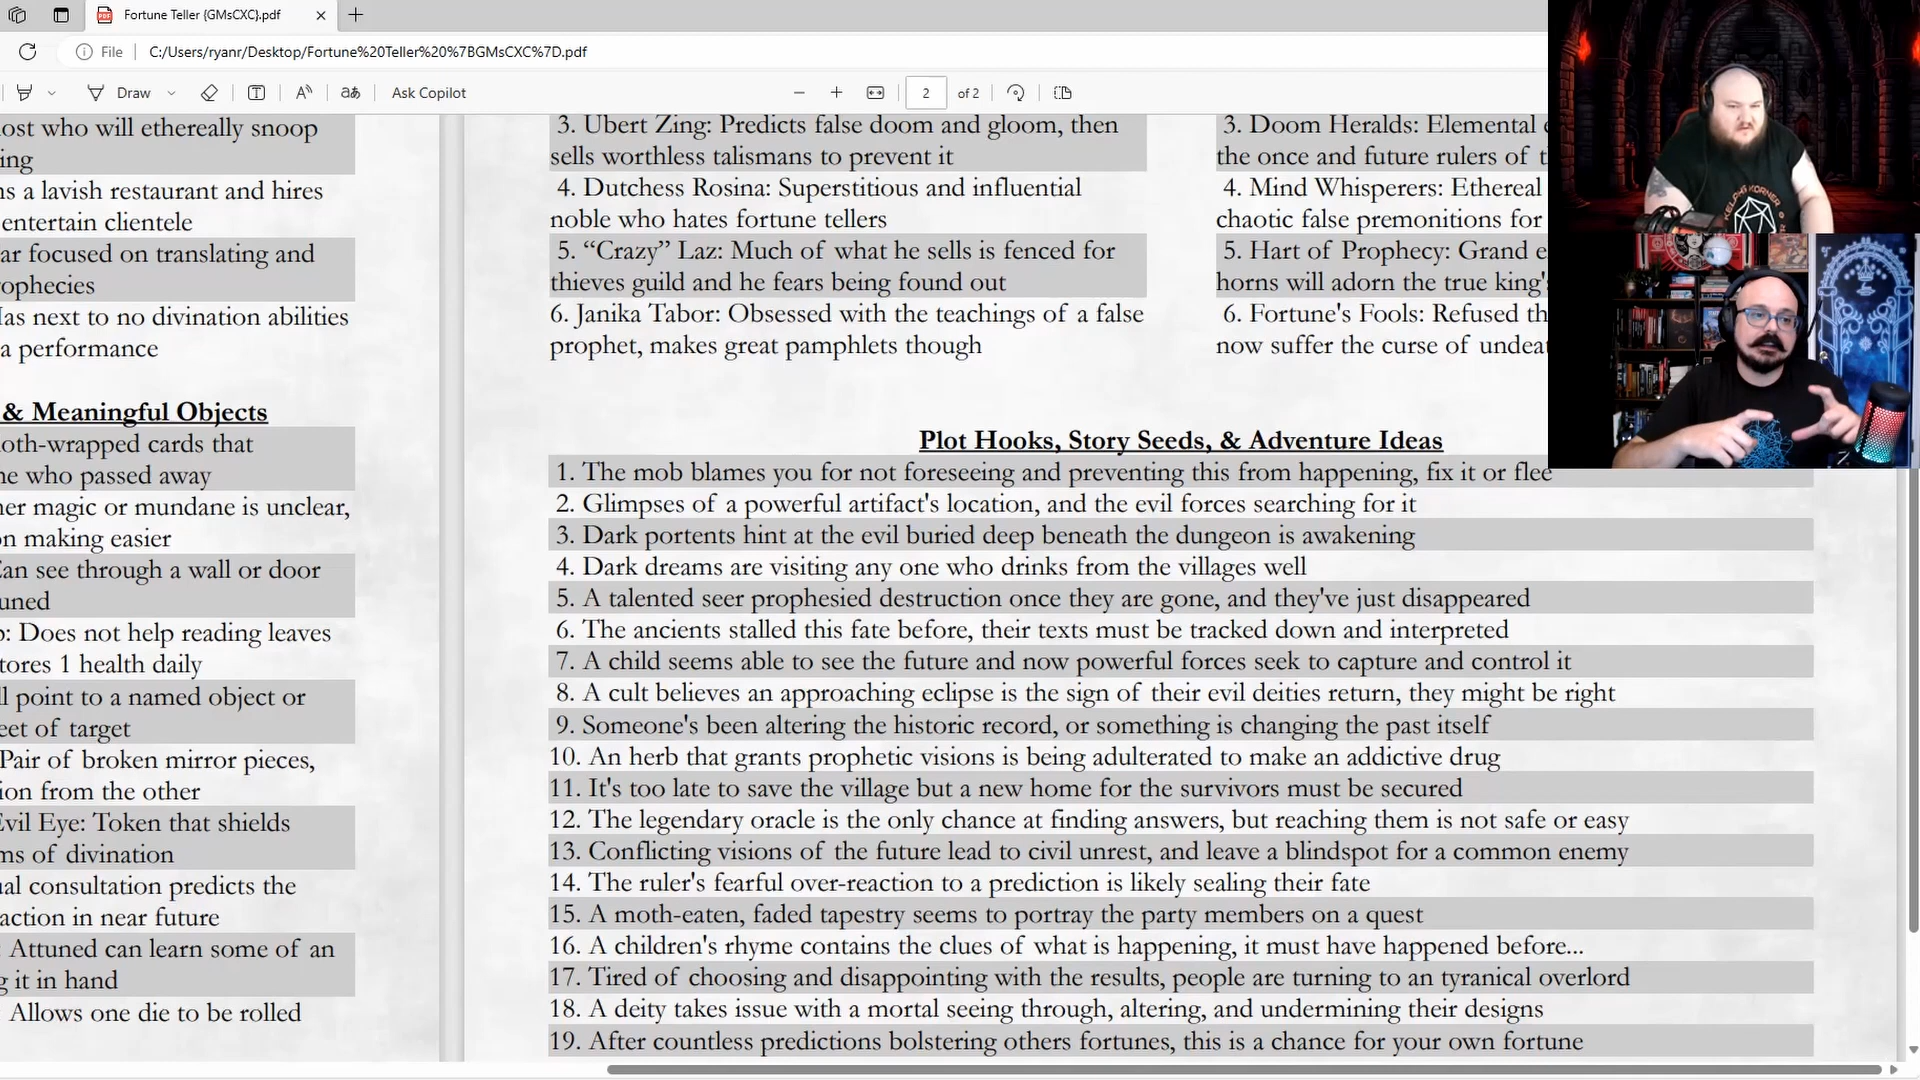 Fortune Teller {GMsCXC}.pdf
File
C:/Users/ryanr/Desktop/Fortune%20Teller%20%7BGMsCXC%7D.pdf
Draw
Ask Copilot
2
of 2
who will ethereally snoop
a lavish restaurant and hires
entertain clientele
focused on translating and
next to no divination abilities
a performance
& Meaningful Objects
cards that
who passed away
magic or mundane is unclear,
making easier
see through a wall or door
: Does not help reading leaves
1 health daily
point to a named object or
of target
Pair of broken mirror pieces,
from the other
Evil Eye: Token that shields
of divination
consultation predicts the
action in near future
Attuned can learn some of an
it in hand
Allows one die to be rolled
3. Ubert Zing: Predicts false doom and gloom, then
sells worthless talismans to prevent it
4. Dutchess Rosina: Superstitious and influential
noble who hates fortune tellers
5. “Crazy” Laz: Much of what he sells is fenced for
thieves guild and he fears being found out
6. Janika Tabor: Obsessed with the teachings of a false
prophet, makes great pamphlets though
3. Doom Heralds: Elemental
the once and future rulers of
4. Mind Whisperers: Ethereal
chaotic false premonitions for
5. Hart of Prophecy: Grand
horns will adorn the true king's
6. Fortune's Fools: Refused
now suffer the curse of
Plot Hooks, Story Seeds, & Adventure Ideas
1. The mob blames you for not foreseeing and preventing this from happening, fix it or flee
2. Glimpses of a powerful artifact's location, and the evil forces searching for it
3. Dark portents hint at the evil buried deep beneath the dungeon is awakening
4. Dark dreams are visiting any one who drinks from the villages well
5. A talented seer prophesied destruction once they are gone, and they've just disappeared
6. The ancients stalled this fate before, their texts must be tracked down and interpreted
7. A child seems able to see the future and now powerful forces seek to capture and control it
8. A cult believes an approaching eclipse is the sign of their evil deities return, they might be right
9. Someone's been altering the historic record, or something is changing the past itself
10. An herb that grants prophetic visions is being adulterated to make an addictive drug
11. It's too late to save the village but a new home for the survivors must be secured
12. The legendary oracle is the only chance at finding answers, but reaching them is not safe or easy
13. Conflicting visions of the future lead to civil unrest, and leave a blindspot for a common enemy
14. The ruler's fearful over-reaction to a prediction is likely sealing their fate
15. A moth-eaten, faded tapestry seems to portray the party members on a quest
16. A children's rhyme contains the clues of what is happening, it must have happened before...
17. Tired of choosing and disappointing with the results, people are turning to an tyranical overlord
18. A deity takes issue with a mortal seeing through, altering, and undermining their designs
19. After countless predictions bolstering others fortunes, this is a chance for your own fortune